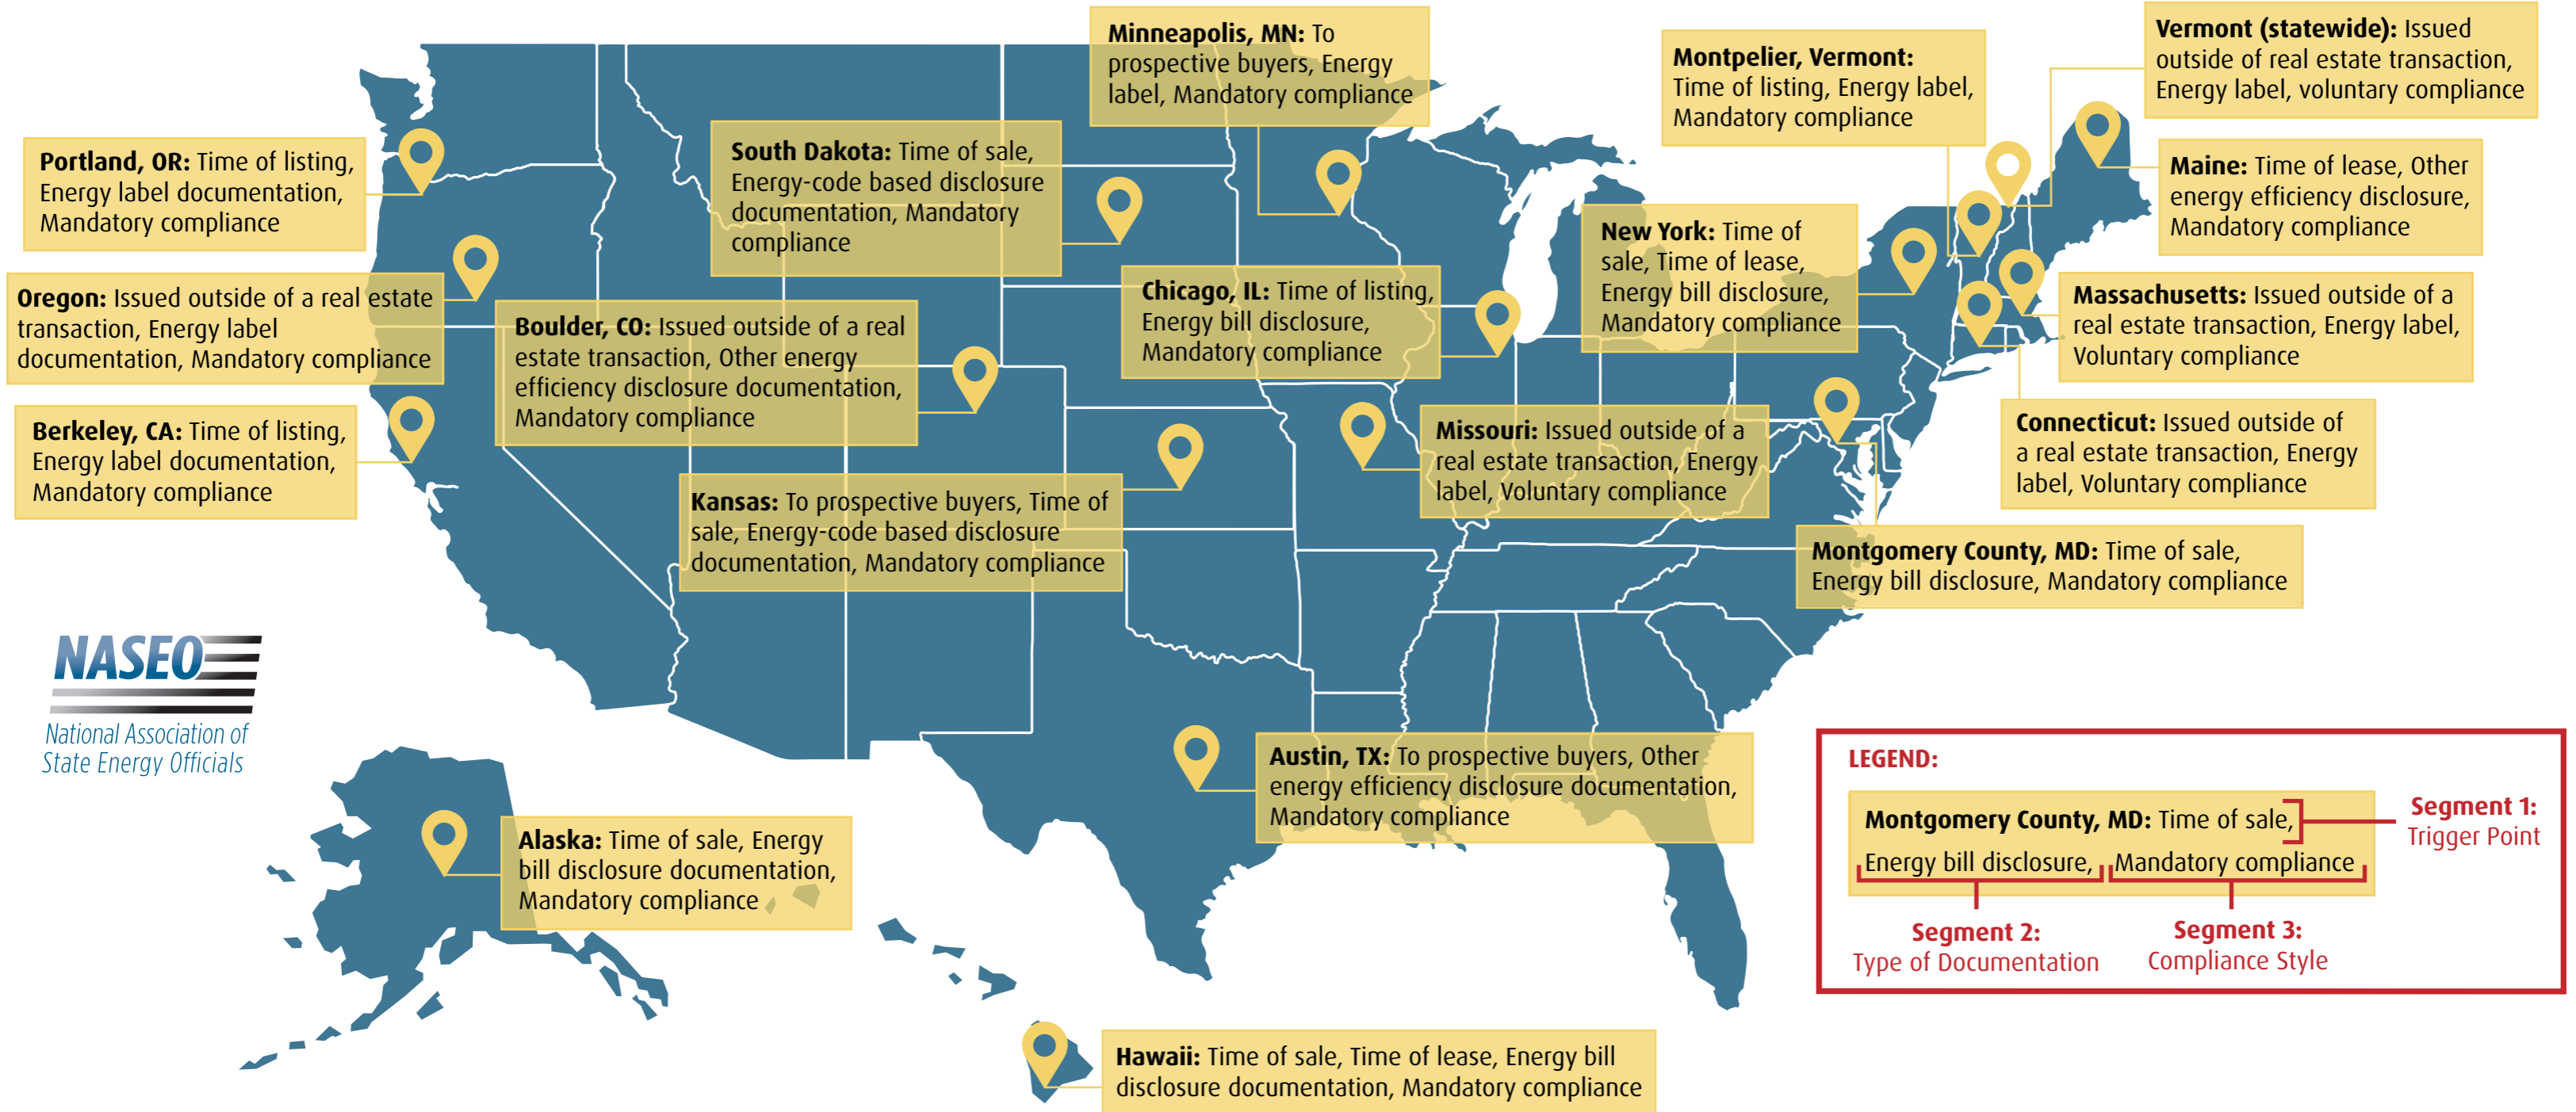 Minneapolis, MN: To
prospective buyers, Energy
label, Mandatory compliance
Montpelier, Vermont:
Time of listing, Energy label,
Mandatory compliance
Vermont (statewide): Issued
outside of real estate transaction,
Energy label, voluntary compliance
Portland, OR: Time of listing,
Energy label documentation,
Mandatory compliance
South Dakota: Time of sale,
Energy-code based disclosure
documentation, Mandatory
compliance
Maine: Time of lease, Other
energy efficiency disclosure,
Mandatory compliance
New York: Time of
sale, Time of lease,
Energy bill disclosure,
Mandatory compliance
Oregon: Issued outside of a real estate
transaction, Energy label
documentation, Mandatory compliance
Boulder, CO: Issued outside of a real
estate transaction, Other energy
efficiency disclosure documentation,
Mandatory compliance
Chicago, IL: Time of listing,
Energy bill disclosure,
Mandatory compliance
Massachusetts: Issued outside of a
real estate transaction, Energy label,
Voluntary compliance
Berkeley, CA: Time of listing,
Energy label documentation,
Mandatory compliance
Missouri: Issued outside of a
real estate transaction, Energy
label, Voluntary compliance
Connecticut: Issued outside of
a real estate transaction, Energy
label, Voluntary compliance
Kansas: To prospective buyers, Time of
sale, Energy-code based disclosure
documentation, Mandatory compliance
Montgomery County, MD: Time of sale,
Energy bill disclosure, Mandatory compliance
NASEO
National Association of
State Energy Officials
Austin, TX: To prospective buyers, Other
energy efficiency disclosure documentation,
Mandatory compliance
Alaska: Time of sale, Energy
bill disclosure documentation,
Mandatory compliance
Hawaii: Time of sale, Time of lease, Energy bill
disclosure documentation, Mandatory compliance
LEGEND:
Montgomery County, MD: Time of sale,
Energy bill disclosure, Mandatory compliance
Segment 1:
Trigger Point
Segment 2:
Type of Documentation
Segment 3:
Compliance Style